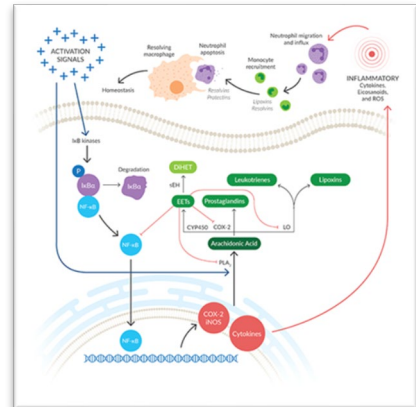 ACTIVATION
SIGNALS
Resolving
macrophage
Neutrophil
apoptosis
Neutrophil migration
and influx
Monocyte
recruitment
Homeostasis
Resolvins
Protectins
Lipoxins
Resolvins
INFLAMMATORY
Cytokines,
Eicosanoids,
and ROS
IκB kinases
P
IκBα
NF-κB
Degradation
IκBα
DiHET
sEH
EETs
Leukotrienes
Lipoxins
Prostaglandins
CYP450
COX-2
LO
Arachidonic Acid
PLA₂
NF-κB
NF-κB
COX-2
iNOS
Cytokines